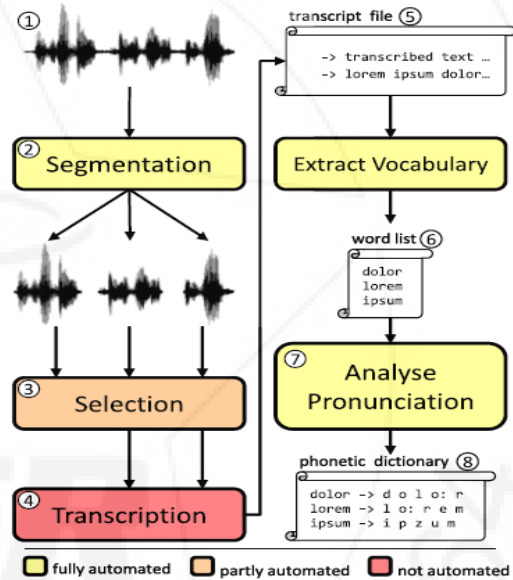 ①
② Segmentation
③ Selection
④ Transcription
transcript file ⑤
-> transcribed text …
-> lorem ipsum dolor…
Extract Vocabulary
word list ⑥
dolor
lorem
ipsum
⑦ Analyse
Pronunciation
phonetic dictionary ⑧
dolor -> d o l o: r
lorem -> l o: r e m
ipsum -> i p z u m
fully automated partly automated not automated